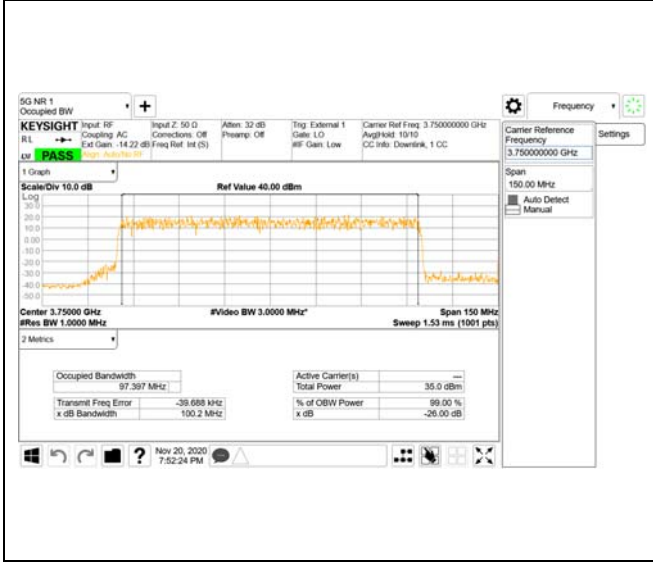 5G NR 1
Occupied BW
Frequency
KEYSIGHT Input: RF Input Z: 50 Ω Atten: 32 dB Trig: External 1 Carrier Ref Freq: 3.750000000 GHz
R L Coupling: AC Corrections: Off Preamp: Off Gate: LO Avg|Hold: 10/10
Ext Gain: -14.22 dB Freq Ref: Int (S) #IF Gain: Low CC Info: Downlink, 1 CC
PASS Align: Auto/No RF
Carrier Reference
Frequency
3.750000000 GHz
Settings
Span
150.00 MHz
Auto Detect
Manual
1 Graph
Scale/Div 10.0 dB Ref Value 40.00 dBm
Log
30.0
20.0
10.0
0.00
-10.0
-20.0
-30.0
-40.0
-50.0
Center 3.75000 GHz #Video BW 3.0000 MHz* Span 150 MHz
#Res BW 1.0000 MHz Sweep 1.53 ms (1001 pts)
2 Metrics
Occupied Bandwidth Active Carrier(s) ---
97.397 MHz Total Power 35.0 dBm
Transmit Freq Error -39.688 kHz % of OBW Power 99.00 %
x dB Bandwidth 100.2 MHz x dB -26.00 dB
Nov 20, 2020
7:52:24 PM